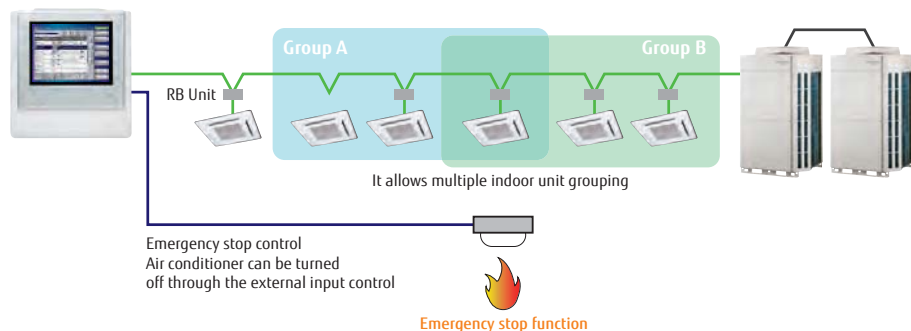 Group A
Group B
RB Unit
It allows multiple indoor unit grouping
Emergency stop control
Air conditioner can be turned
off through the external input control
Emergency stop function